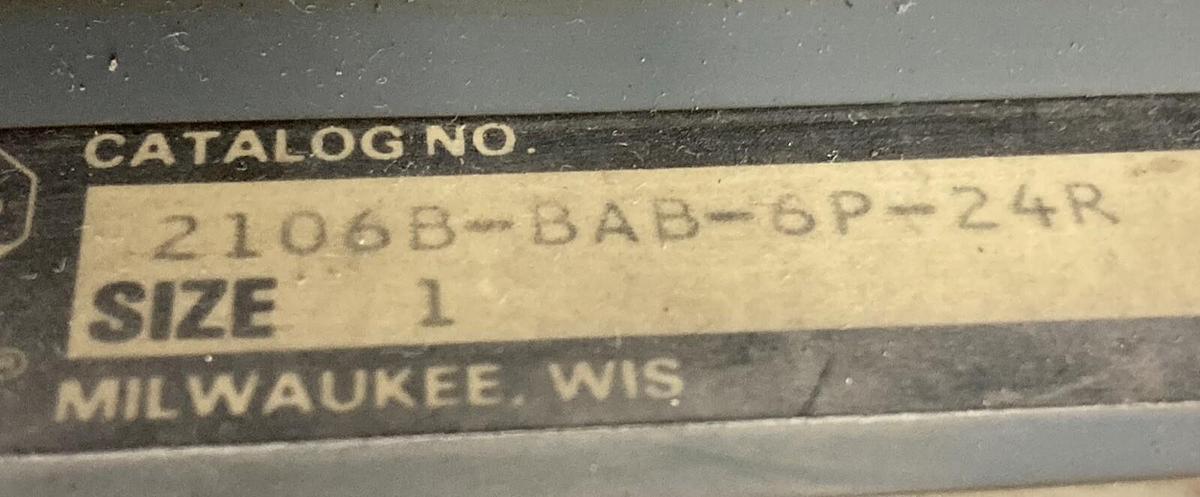 CATALOG NO.
2106B-BAB-6P-24R
SIZE 1
MILWAUKEE, WIS